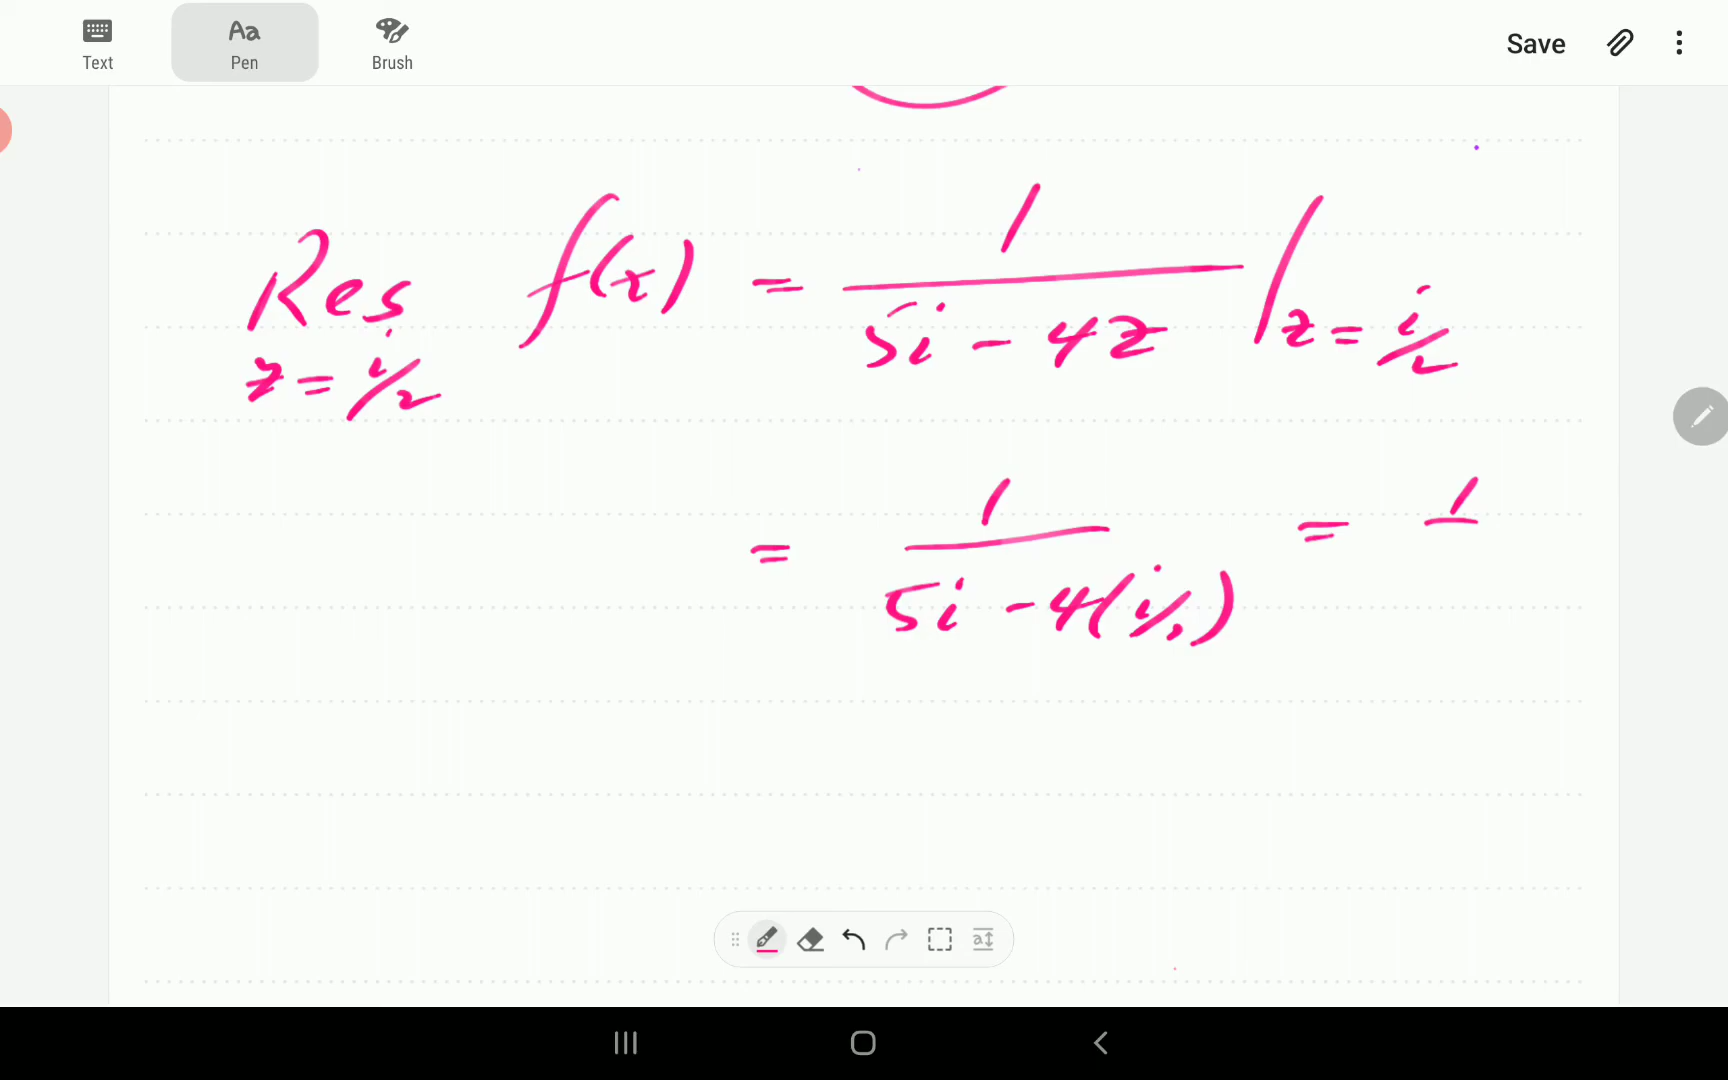 Text Pen Brush Save
Res f(z) = 1 / 5i - 4z | z = i/2
z = i/2
= 1 / 5i - 4(i/2) = 1